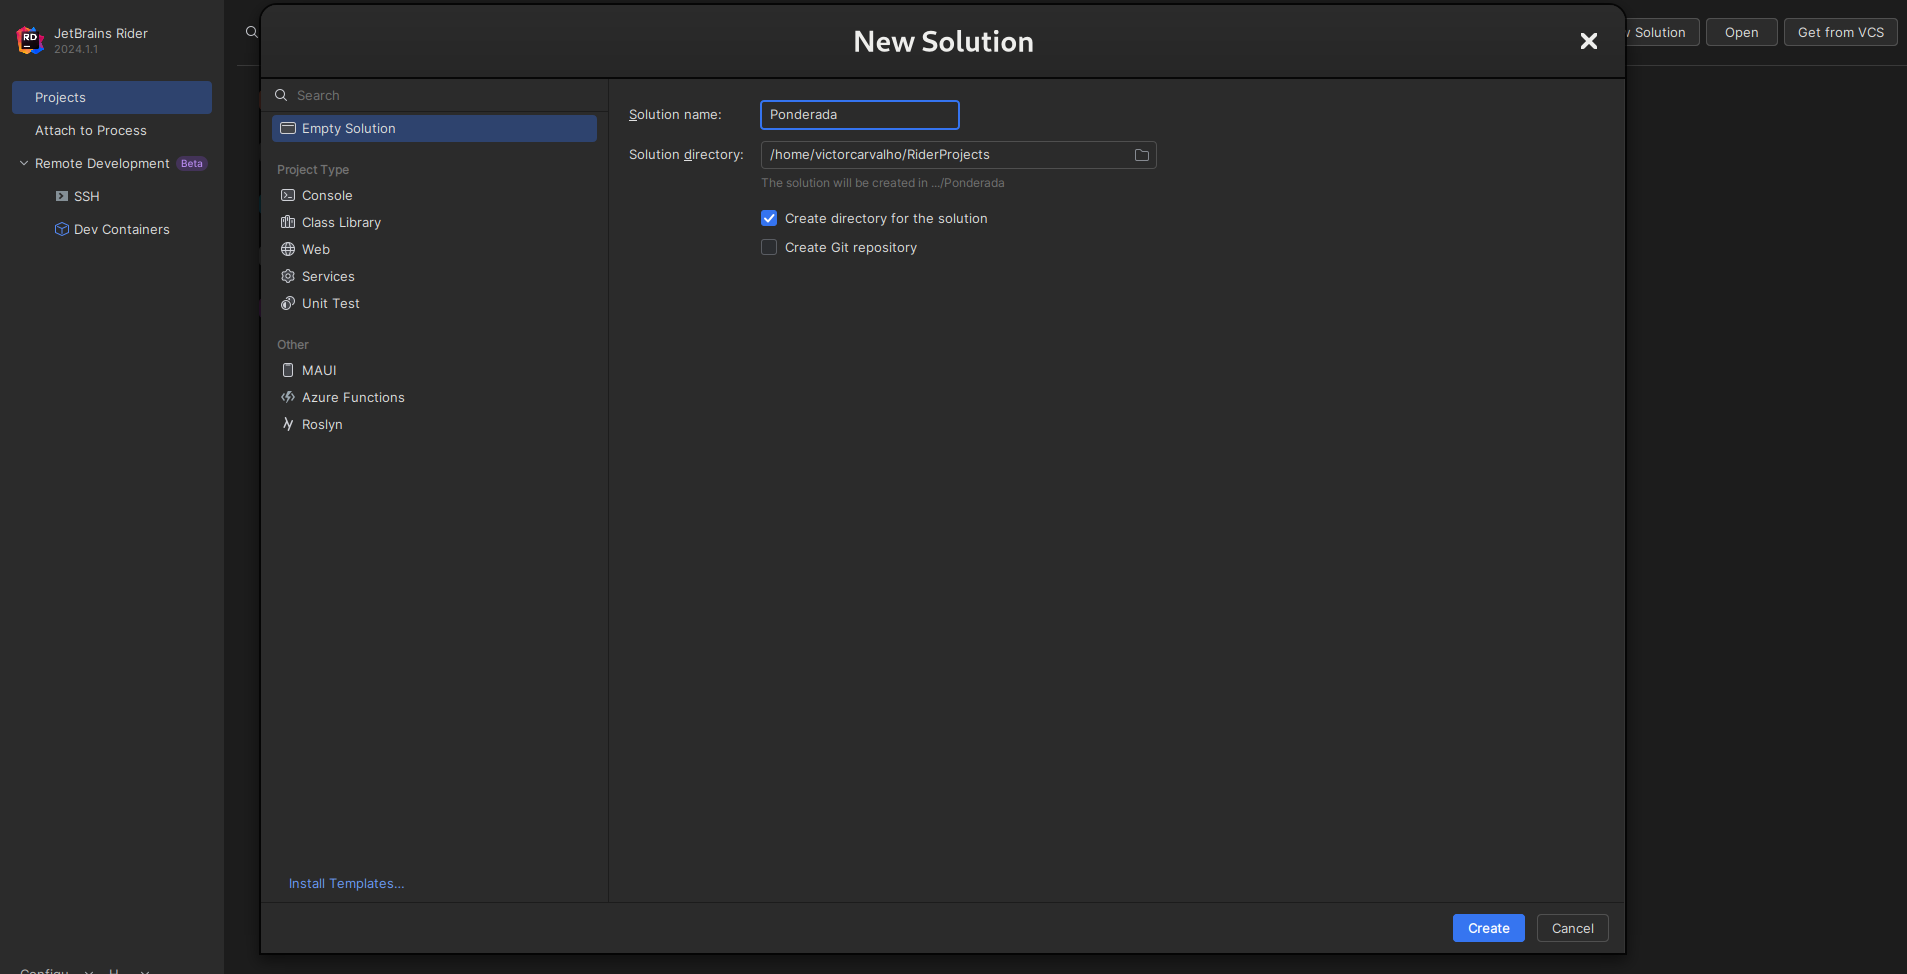 JetBrains Rider
2024.1.1
Projects
Attach to Process
Remote Development Beta
SSH
Dev Containers
New Solution
Solution
Open
Get from VCS
Search
Empty Solution
Project Type
Console
Class Library
Web
Services
Unit Test
Other
MAUI
Azure Functions
Roslyn
Install Templates...
Solution name: Ponderada
Solution directory: /home/victorcarvalho/RiderProjects
The solution will be created in .../Ponderada
Create directory for the solution
Create Git repository
Create
Cancel